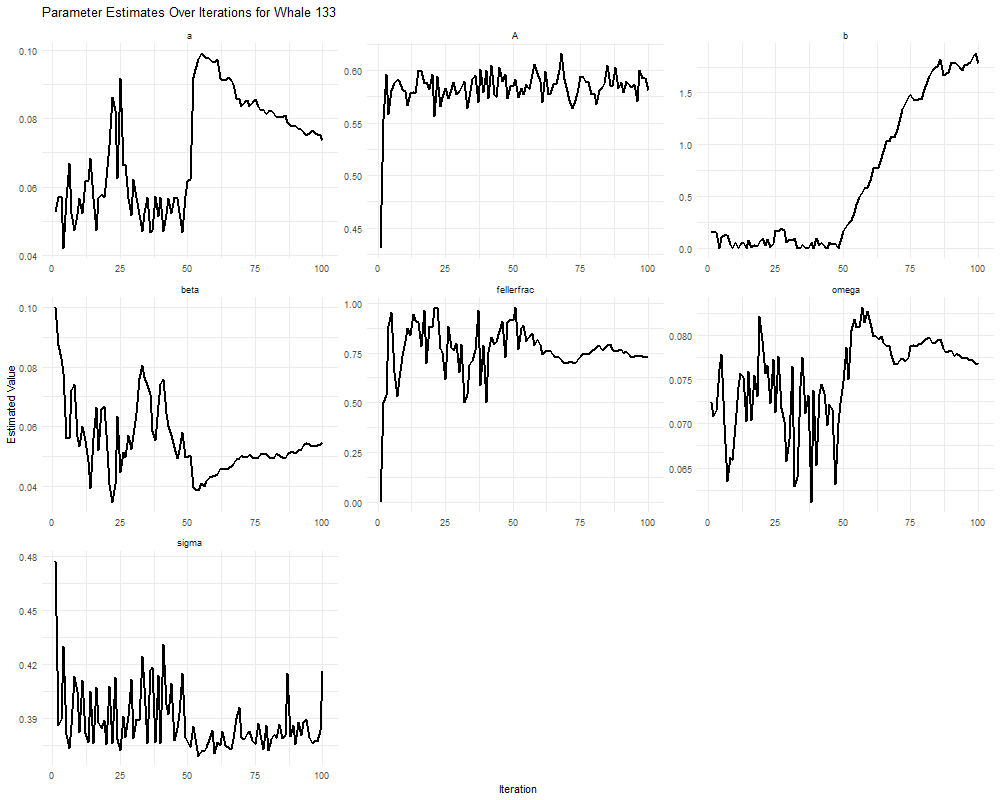 Parameter Estimates Over Iterations for Whale 133
a
A
b
0.10
0.08
0.06
0.04
0.60
0.55
0.50
0.45
1.5
1.0
0.5
0.0
0 25 50 75 100
0 25 50 75 100
0 25 50 75 100
beta
fellerfrac
omega
Estimated Value
0.10
0.08
0.06
0.04
1.00
0.75
0.50
0.25
0.00
0.080
0.075
0.070
0.065
0 25 50 75 100
0 25 50 75 100
0 25 50 75 100
sigma
0.48
0.45
0.42
0.39
0 25 50 75 100
Iteration